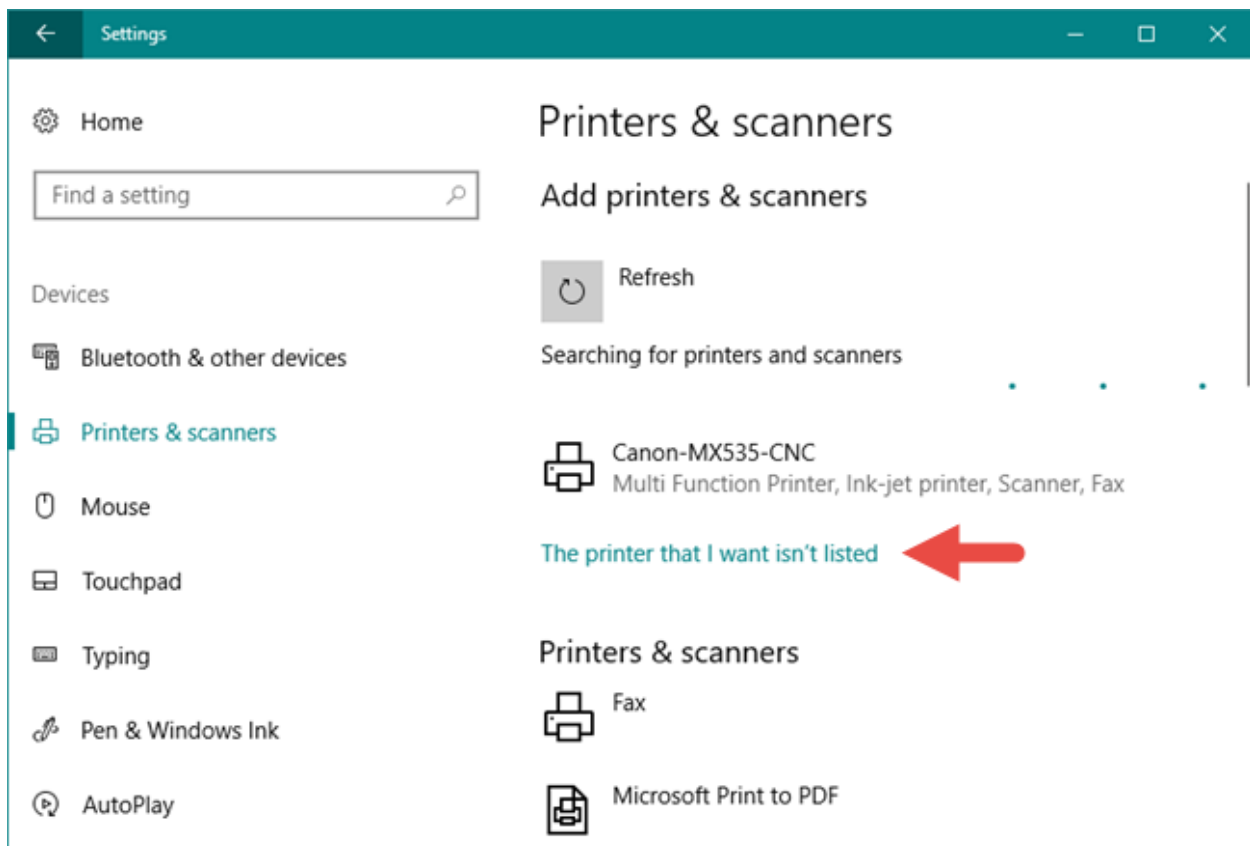 Settings
Home
Find a setting
Devices
Bluetooth & other devices
Printers & scanners
Mouse
Touchpad
Typing
Pen & Windows Ink
AutoPlay
Printers & scanners
Add printers & scanners
Refresh
Searching for printers and scanners
Canon-MX535-CNC
Multi Function Printer, Ink-jet printer, Scanner, Fax
The printer that I want isn't listed
Printers & scanners
Fax
Microsoft Print to PDF